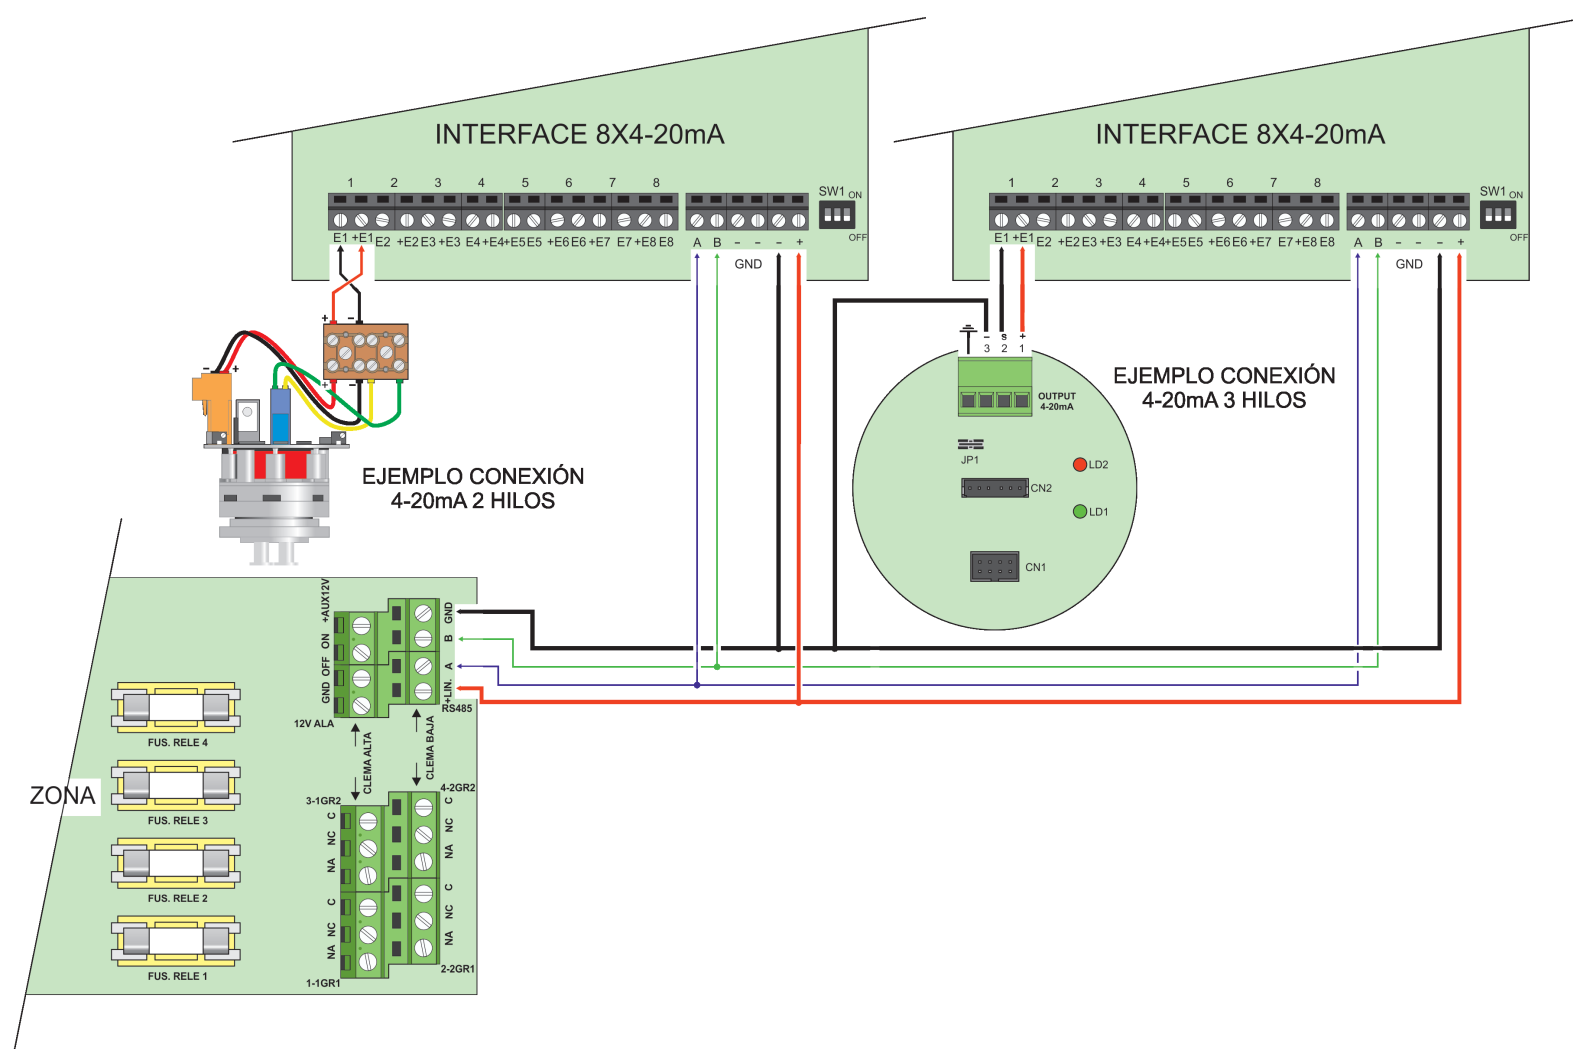 INTERFACE 8X4-20mA
1 2 3 4 5 6 7 8
SW1 ON
OFF
E1 +E1 E2 +E2 E3 +E3 E4 +E4 +E5 E5 +E6 E6 +E7 E7 +E8 E8
A B - - - +
GND
INTERFACE 8X4-20mA
1 2 3 4 5 6 7 8
SW1 ON
OFF
E1 +E1 E2 +E2 E3 +E3 E4 +E4 +E5 E5 +E6 E6 +E7 E7 +E8 E8
A B - - - +
GND
+ -
- +
+ -
EJEMPLO CONEXIÓN
4-20mA 2 HILOS
- s +
3 2 1
OUTPUT
4-20mA
JP1
LD2
CN2
LD1
CN1
EJEMPLO CONEXIÓN
4-20mA 3 HILOS
ZONA
+AUX12V
ON
OFF
GND
12V ALA
GND
B
A
+LIN.
RS485
CLEMA ALTA
CLEMA BAJA
FUS. RELE 4
FUS. RELE 3
FUS. RELE 2
FUS. RELE 1
3-1GR2
C
NC
NA
C
NC
NA
1-1GR1
4-2GR2
C
NC
NA
C
NC
NA
2-2GR1